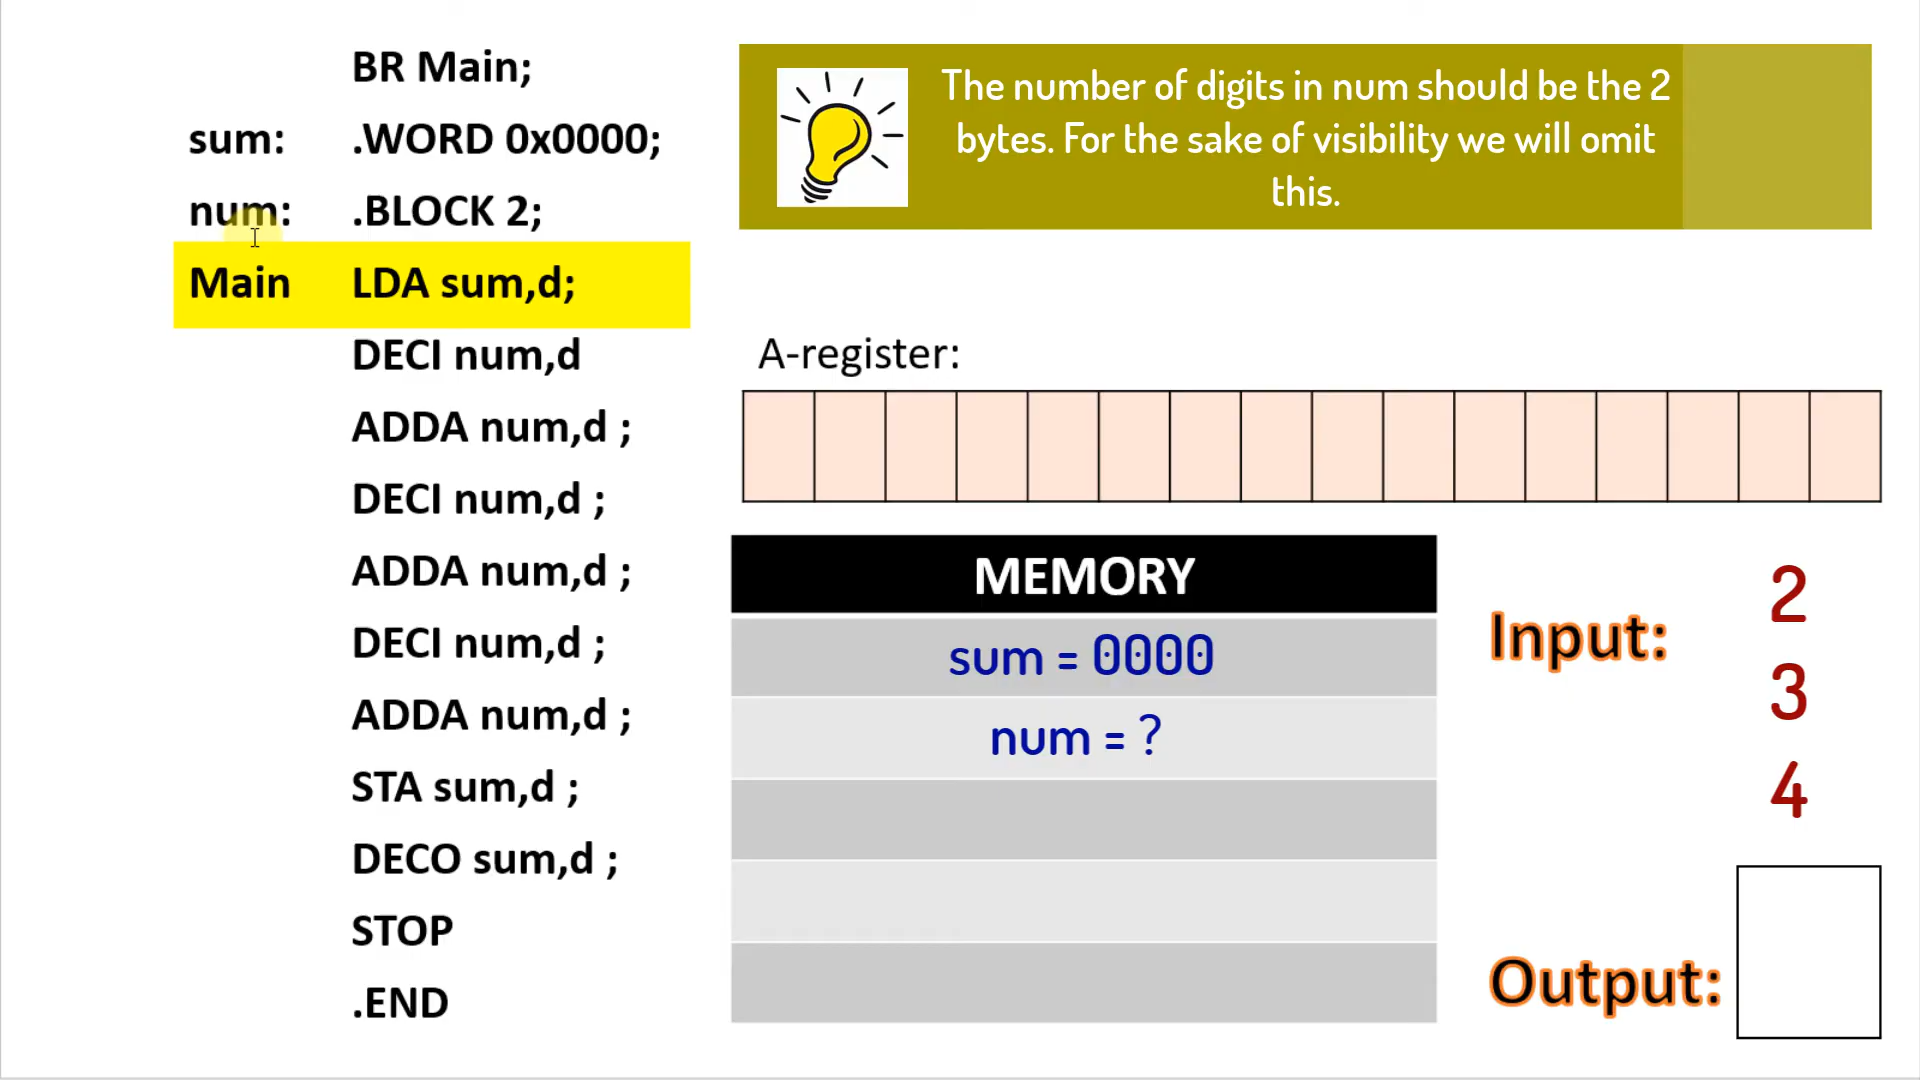 BR Main;
sum: .WORD 0x0000;
num: .BLOCK 2;
Main LDA sum,d;
DECI num,d
ADDA num,d ;
DECI num,d ;
ADDA num,d ;
DECI num,d ;
ADDA num,d ;
STA sum,d ;
DECO sum,d ;
STOP
.END
The number of digits in num should be the 2
bytes. For the sake of visibility we will omit
this.
A-register:
MEMORY
sum = 0000
num = ?
Input:
2
3
4
Output: